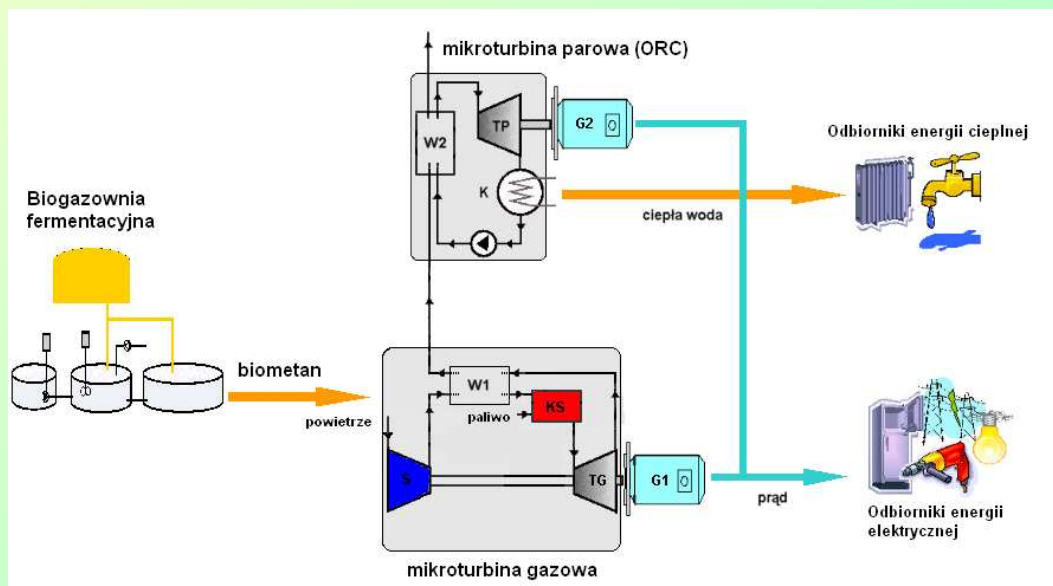 mikroturbina parowa (ORC)
TP
G2
W2
K
Odbiorniki energii cieplnej
ciepła woda
Biogazownia
fermentacyjna
biometan
powietrze
W1
paliwo
KS
S
TG
G1
prąd
Odbiorniki energii
elektrycznej
mikroturbina gazowa